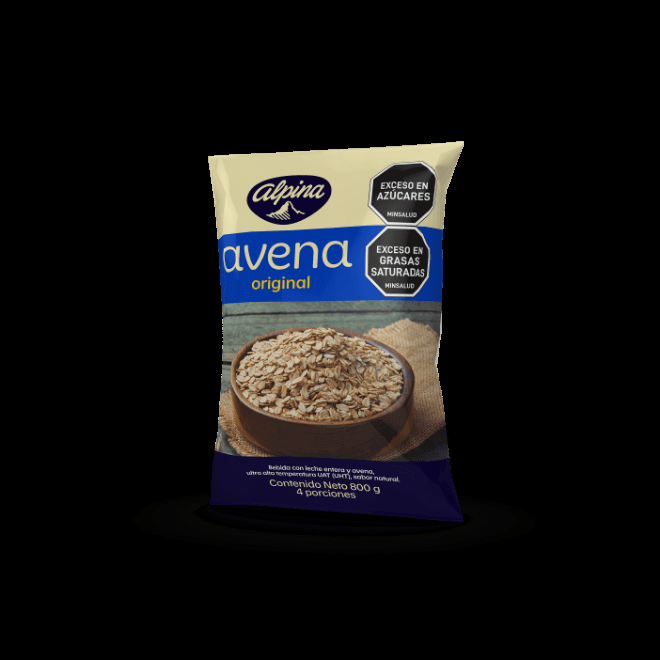 Alpina
EXCESO EN
AZÚCARES
MINSALUD
avena
original
EXCESO EN
GRASAS
SATURADAS
MINSALUD
Bebida con leche entera y avena,
ultra alta temperatura UAT (UHT), sabor natural.
Contenido Neto 800 g
4 porciones